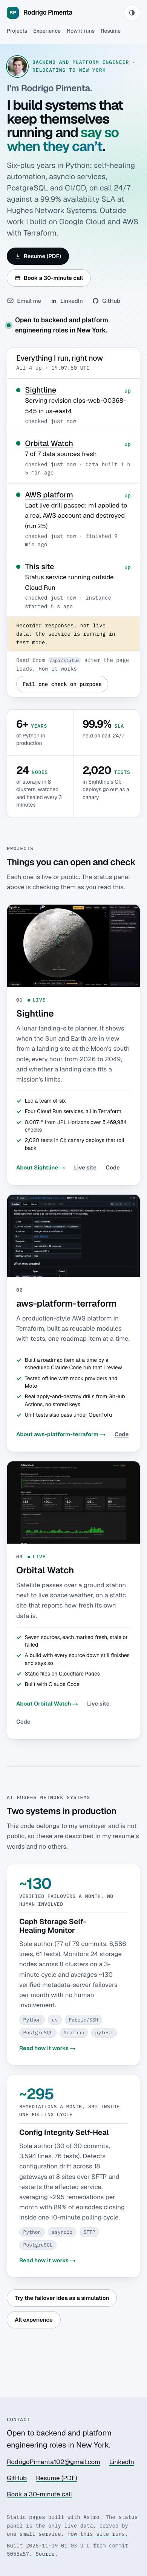 RP Rodrigo Pimenta
Projects Experience How it runs Resume
BACKEND AND PLATFORM ENGINEER ·
RELOCATING TO NEW YORK
I'm Rodrigo Pimenta.
I build systems that
keep themselves
running and say so
when they can't.
Six-plus years in Python: self-healing
automation, asyncio services,
PostgreSQL and CI/CD, on call 24/7
against a 99.9% availability SLA at
Hughes Network Systems. Outside
work I build on Google Cloud and AWS
with Terraform.
Resume (PDF)
Book a 30-minute call
Email me LinkedIn GitHub
Open to backend and platform
engineering roles in New York.
Everything I run, right now
All 4 up · 19:07:50 UTC
Sightline up
Serving revision clps-web-00368-
545 in us-east4
checked just now
Orbital Watch up
7 of 7 data sources fresh
checked just now · data built 1 h
5 min ago
AWS platform up
Last live drill passed: m1 applied to
a real AWS account and destroyed
(run 25)
checked just now · finished 9
min ago
This site up
Status service running outside
Cloud Run
checked just now · instance
started 6 s ago
Recorded responses, not live
data: the service is running in
test mode.
Read from /api/status after the page
loads. How it works
Fail one check on purpose
6+ YEARS
of Python in
production
99.9% SLA
held on call, 24/7
24 NODES
of storage in 8
clusters, watched
and healed every 3
minutes
2,020 TESTS
in Sightline's CI;
deploys go out as a
canary
PROJECTS
Things you can open and check
Each one is live or public. The status panel is
checking them as you read this.
01 LIVE
Sightline
A lunar landing-site planner. It shows
when the Sun and Earth are in view
from a landing site at the Moon's south
pole, every hour from 2026 to 2049,
and whether a landing date fits a
mission's limits.
Led a team of six
Four Cloud Run services, all in Terraform
0.0071° from JPL Horizons over 5,469,984
checks
2,020 tests in CI; canary deploys that roll
back
About Sightline → Live site Code
02
aws-platform-terraform
A production-style AWS platform in
Terraform, built as reusable modules
with tests, one roadmap item at a time.
Built a roadmap item at a time by a
scheduled Claude Code run that I review
Tested offline with mock providers and
Moto
Real apply-and-destroy drills from GitHub
Actions, no stored keys
Unit tests also pass under OpenTofu
About aws-platform-terraform → Code
03 LIVE
Orbital Watch
Satellite passes over a ground station
next to live space weather, on a static
site that reports how fresh its own
data is.
Seven sources, each marked fresh, stale or
failed
A build with every source down still finishes
and says so
Static files on Cloudflare Pages
Built with Claude Code
About Orbital Watch → Live site
Code
AT HUGHES NETWORK SYSTEMS
Two systems in production
This code belongs to my employer and is not
public, so these are described in my resume's
words and no others.
~130
VERIFIED FAILOVERS A MONTH, NO
HUMAN INVOLVED
Ceph Storage Self-
Healing Monitor
Sole author (77 of 79 commits, 6,586
lines, 61 tests). Monitors 24 storage
nodes across 8 clusters on a 3-
minute cycle and averages ~130
verified metadata-server failovers
per month with no human
involvement.
Python uv Fabric/SSH
PostgreSQL Grafana pytest
Read how it works →
~295
REMEDIATIONS A MONTH, 89% INSIDE
ONE POLLING CYCLE
Config Integrity Self-Heal
Sole author (30 of 30 commits,
3,594 lines, 76 tests). Detects
configuration drift across 18
gateways at 8 sites over SFTP and
restarts the affected service,
averaging ~295 remediations per
month with 89% of episodes closing
inside one 10-minute polling cycle.
Python asyncio SFTP
PostgreSQL
Read how it works →
Try the failover idea as a simulation
All experience
CONTACT
Open to backend and platform
engineering roles in New York.
RodrigoPimenta102@gmail.com LinkedIn
GitHub Resume (PDF)
Book a 30-minute call
Static pages built with Astro. The status
panel is the only live data, served by
one small service. How this site runs.
Built 2026-11-19 01:03 UTC from commit
5055a57. Source.